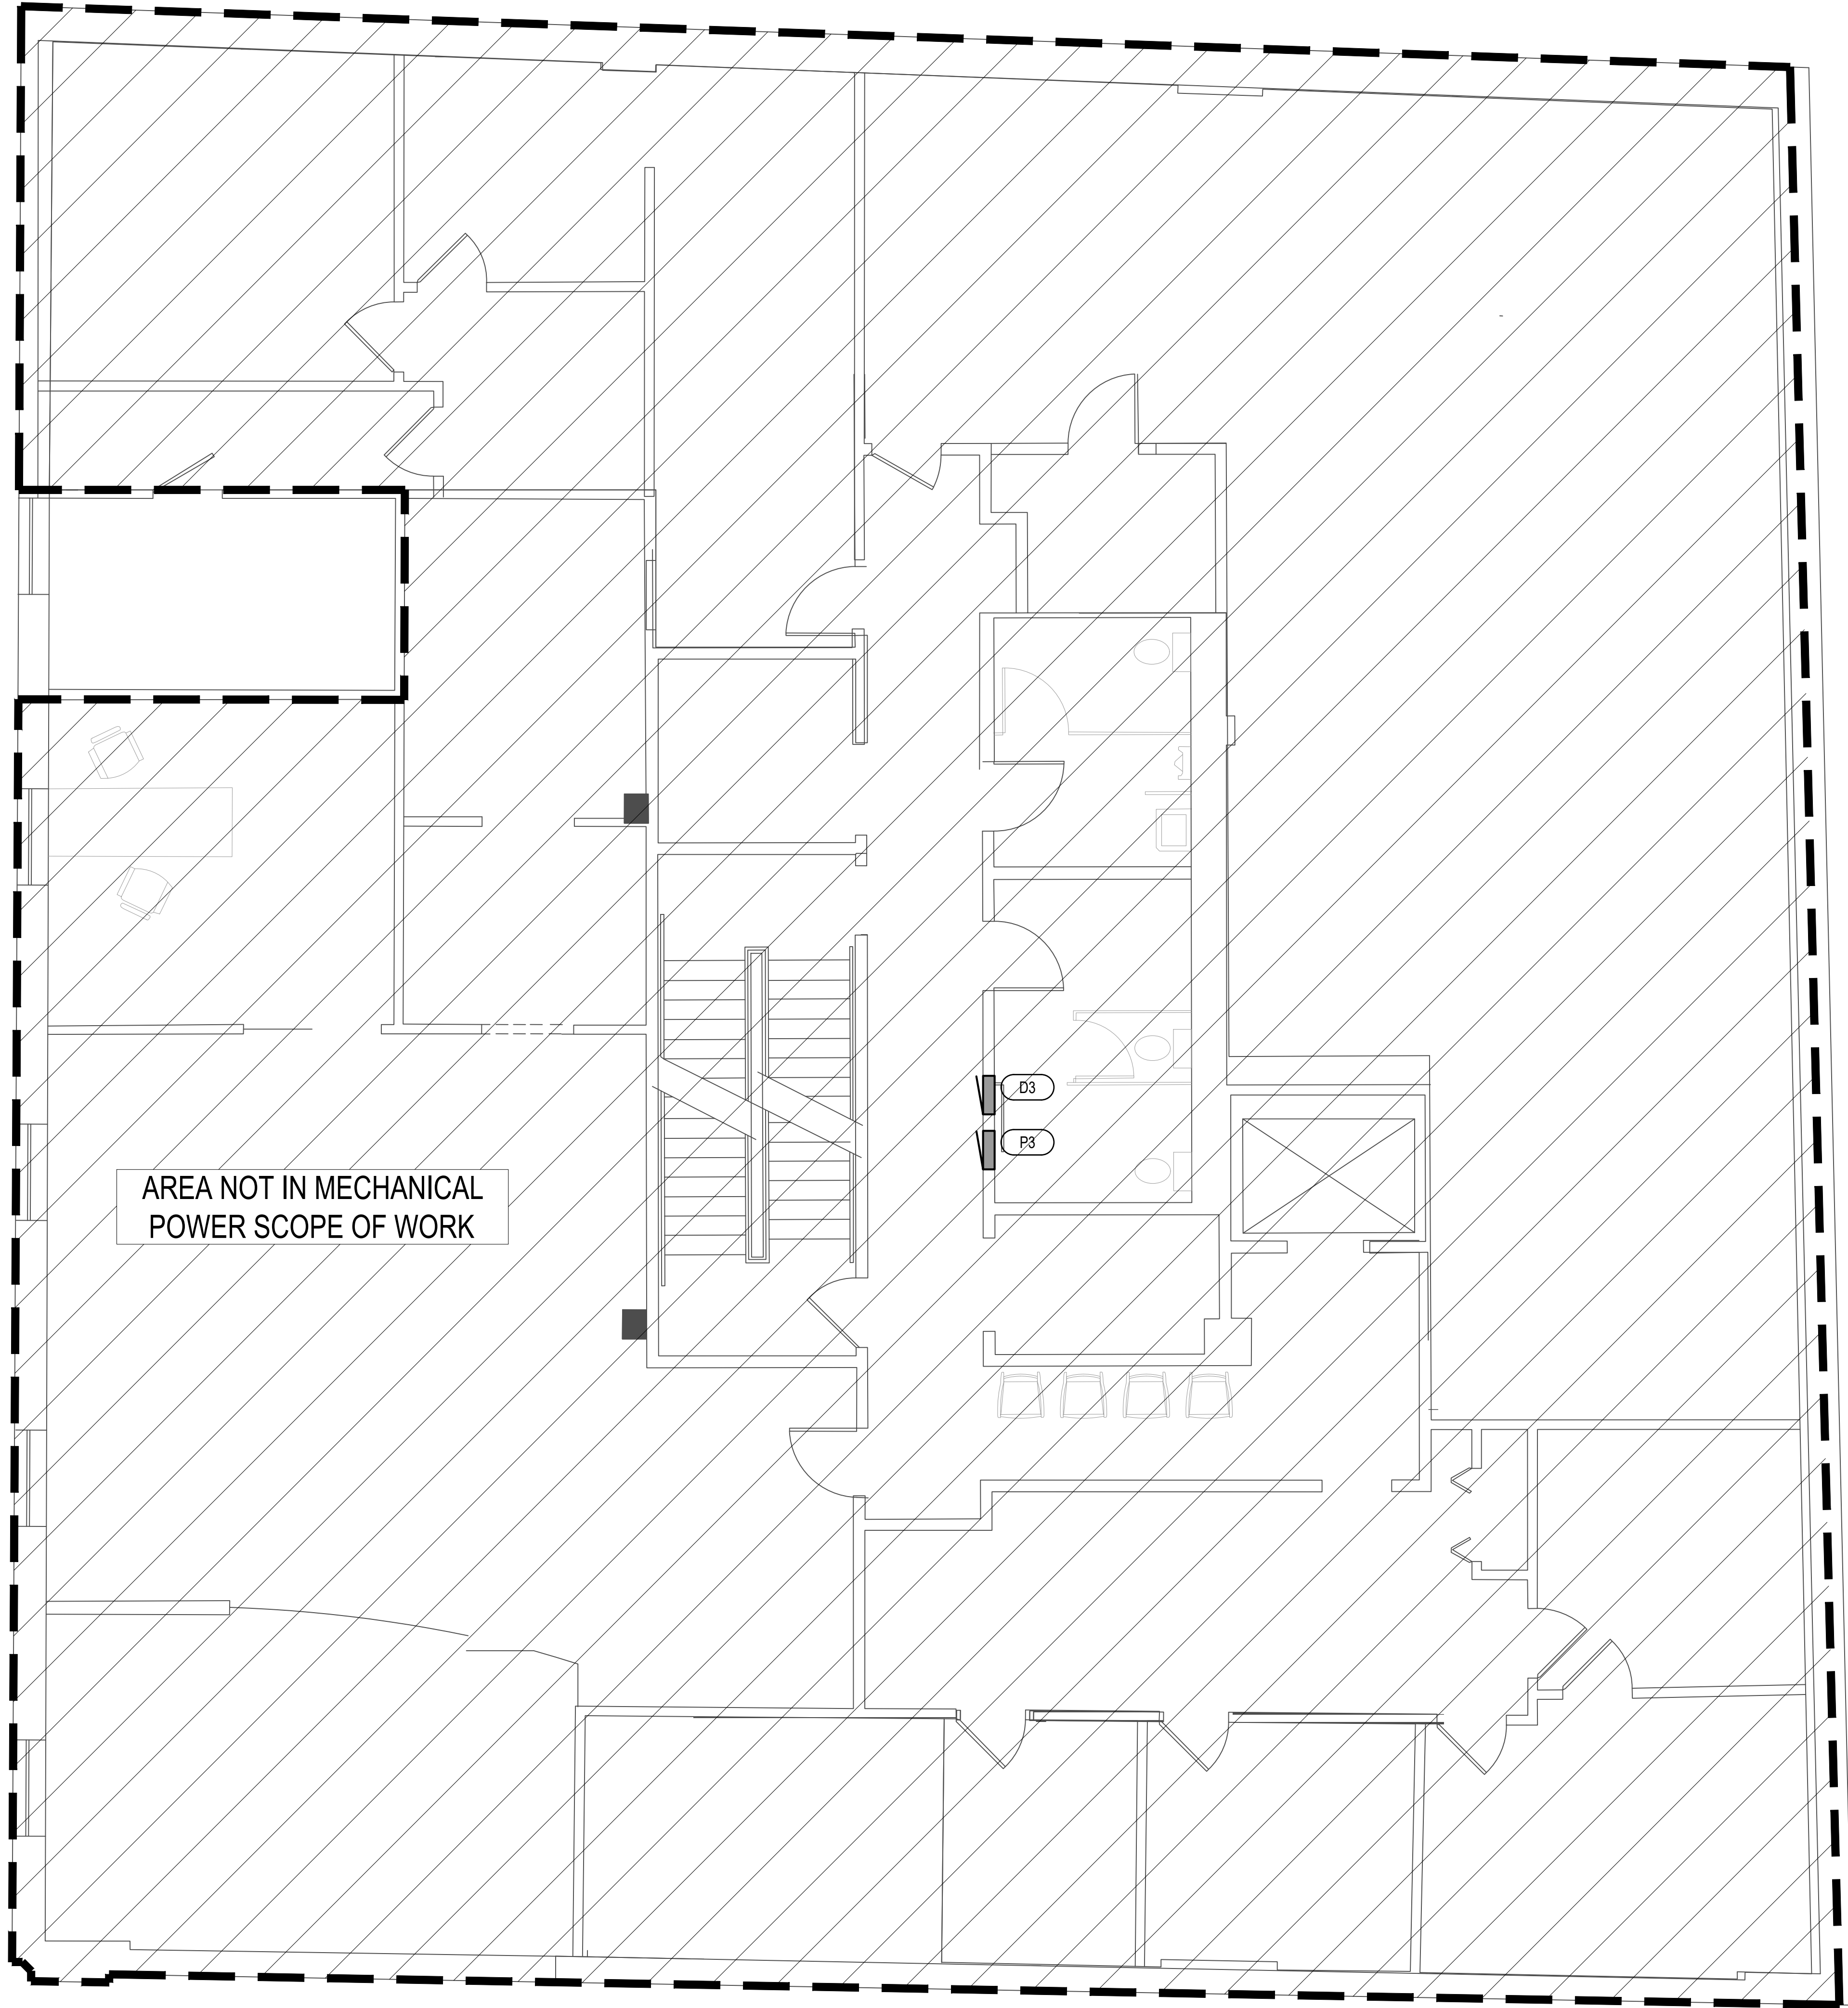 D3
P3
AREA NOT IN MECHANICAL
POWER SCOPE OF WORK